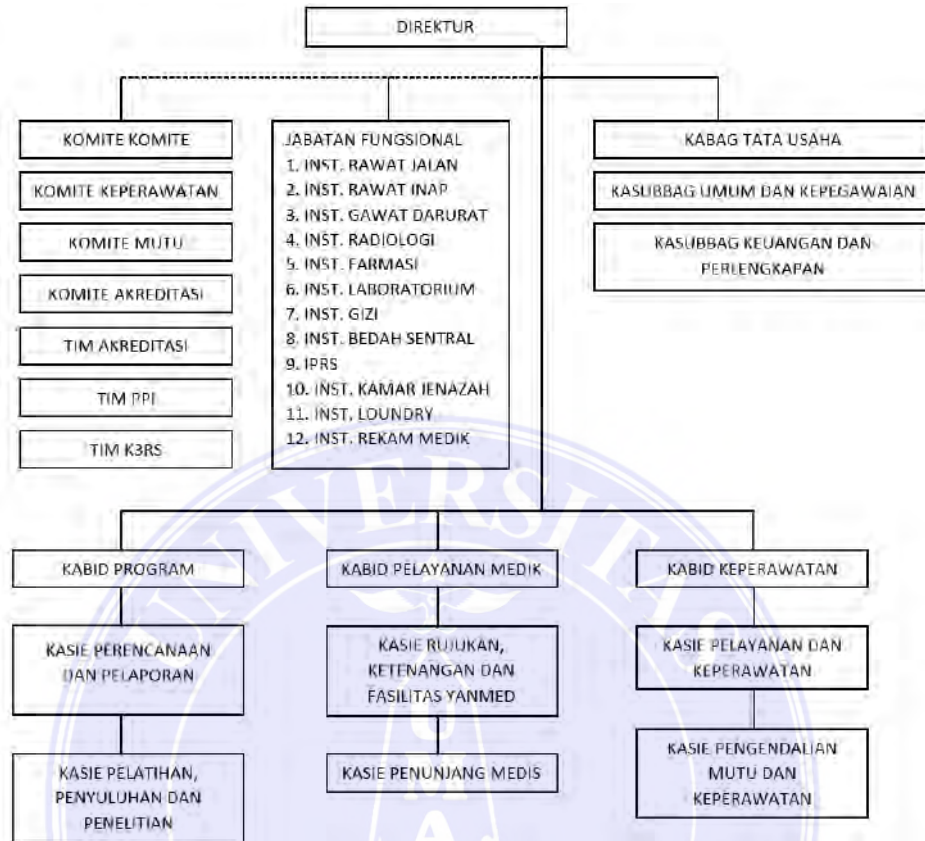 DIREKTUR
KOMITE KOMITE
KOMITE KEPERAWATAN
KOMITE MUTU
KOMITE AKREDITASI
TIM AKREDITASI
TIM PPI
TIM K3RS
JABATAN FUNGSIONAL
1. INST. RAWAT JALAN
2. INST. RAWAT INAP
3. INST. GAWAT DARURAT
4. INST. RADIOLOGI
5. INST. FARMASI
6. INST. LABORATORIUM
7. INST. GIZI
8. INST. BEDAH SENTRAL
9. IPRS
10. INST. KAMAR JENAZAH
11. INST. LOUNDRY
12. INST. REKAM MEDIK
KABAG TATA USAHA
KASUBBAG UMUM DAN KEPEGAWAIAN
KASUBBAG KEUANGAN DAN
PERLENGKAPAN
UNIVERSITAS
KABID PROGRAM
KASIE PERENCANAAN
DAN PELAPORAN
KASIE PELATIHAN,
PENYULUHAN DAN
PENELITIAN
KABID PELAYANAN MEDIK
KASIE RUJUKAN,
KETENANGAN DAN
FASILITAS YANMED
KASIE PENUNJANG MEDIS
KABID KEPERAWATAN
KASIE PELAYANAN DAN
KEPERAWATAN
KASIE PENGENDALIAN
MUTU DAN
KEPERAWATAN
U
M
A